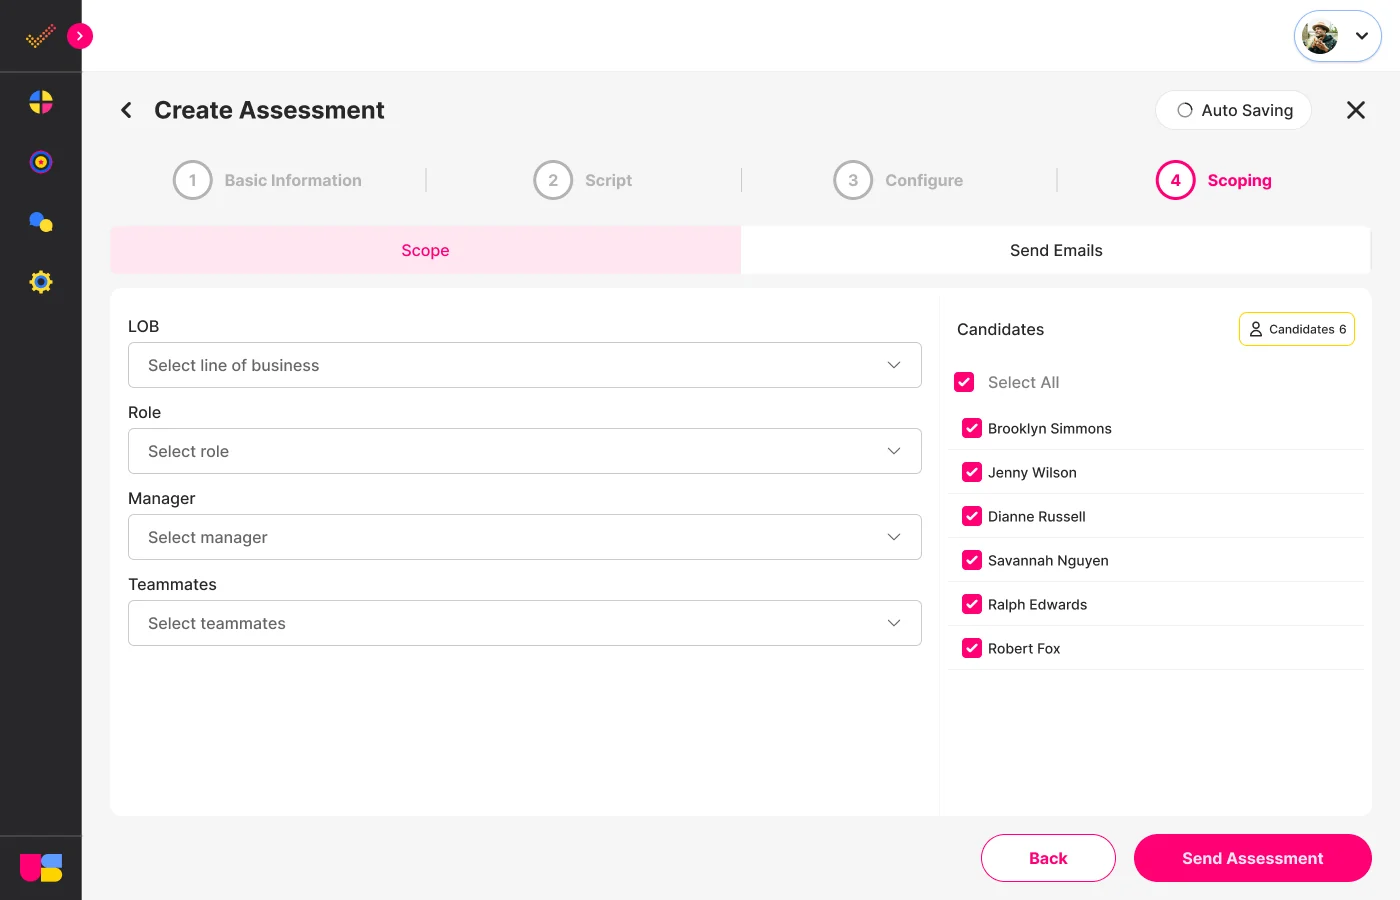 Create Assessment
Auto Saving
1 Basic Information
2 Script
3 Configure
4 Scoping
Scope
Send Emails
LOB
Select line of business
Role
Select role
Manager
Select manager
Teammates
Select teammates
Candidates
Candidates 6
Select All
Brooklyn Simmons
Jenny Wilson
Dianne Russell
Savannah Nguyen
Ralph Edwards
Robert Fox
Back
Send Assessment